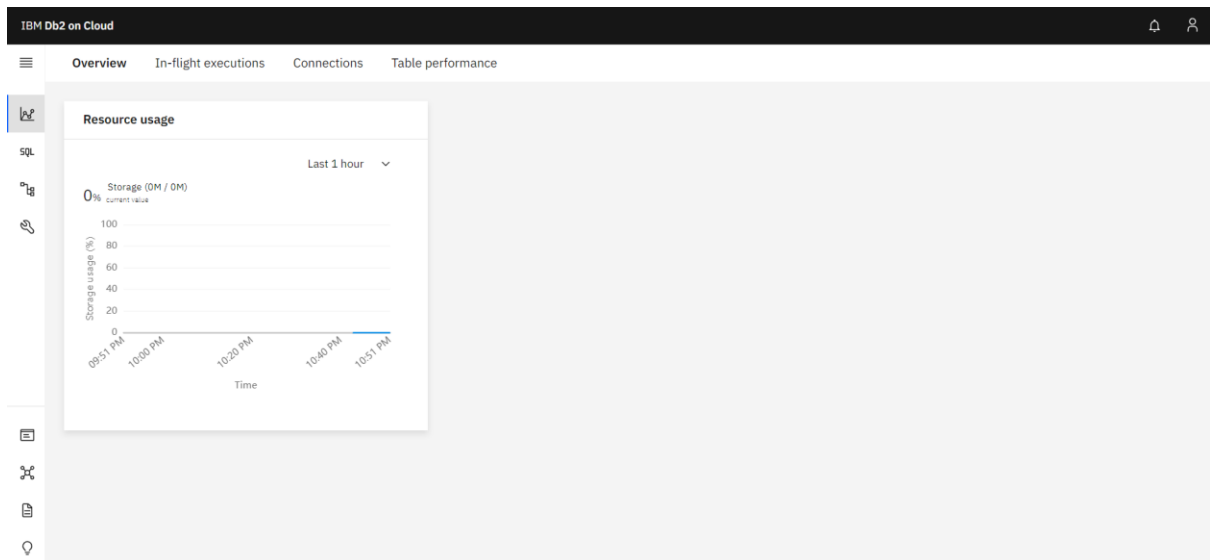 IBM Db2 on Cloud
Overview In-flight executions Connections Table performance
Resource usage
SQL
Last 1 hour
0% Storage (0M / 0M)
current value
Storage usage (%)
100
80
60
40
20
0
09:51 PM 10:00 PM 10:20 PM 10:40 PM 10:51 PM
Time